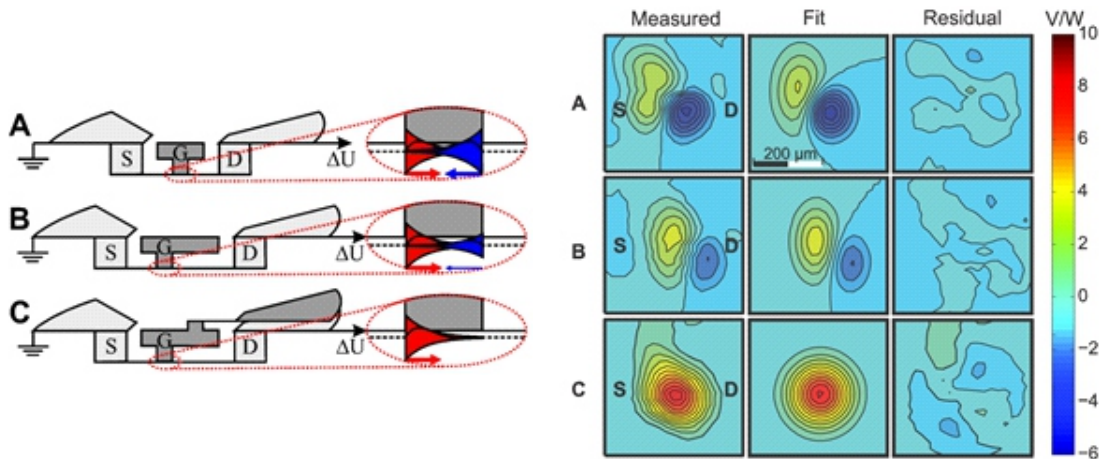 Measured Fit Residual V/W
A S G D ΔU
B S G D ΔU
C S G D ΔU
A S D
200 µm
B S D
C S D
10
8
6
4
2
0
−2
−4
−6